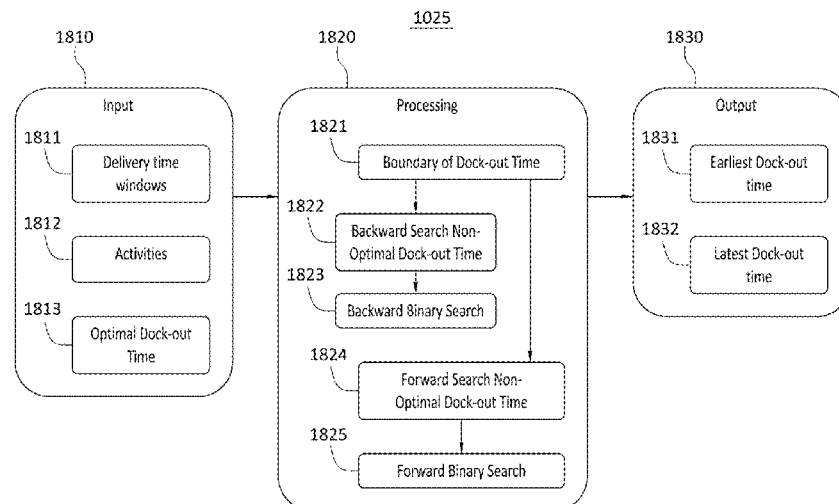 1025
1810
1820
1830
Input
1811
Delivery time
windows
1812
Activities
1813
Optimal Dock-out
Time
Processing
1821
Boundary of Dock-out Time
1822
Backward Search Non-
Optimal Dock-out Time
1823
Backward Binary Search
1824
Forward Search Non-
Optimal Dock-out Time
1825
Forward Binary Search
Output
1831
Earliest Dock-out
time
1832
Latest Dock-out
time